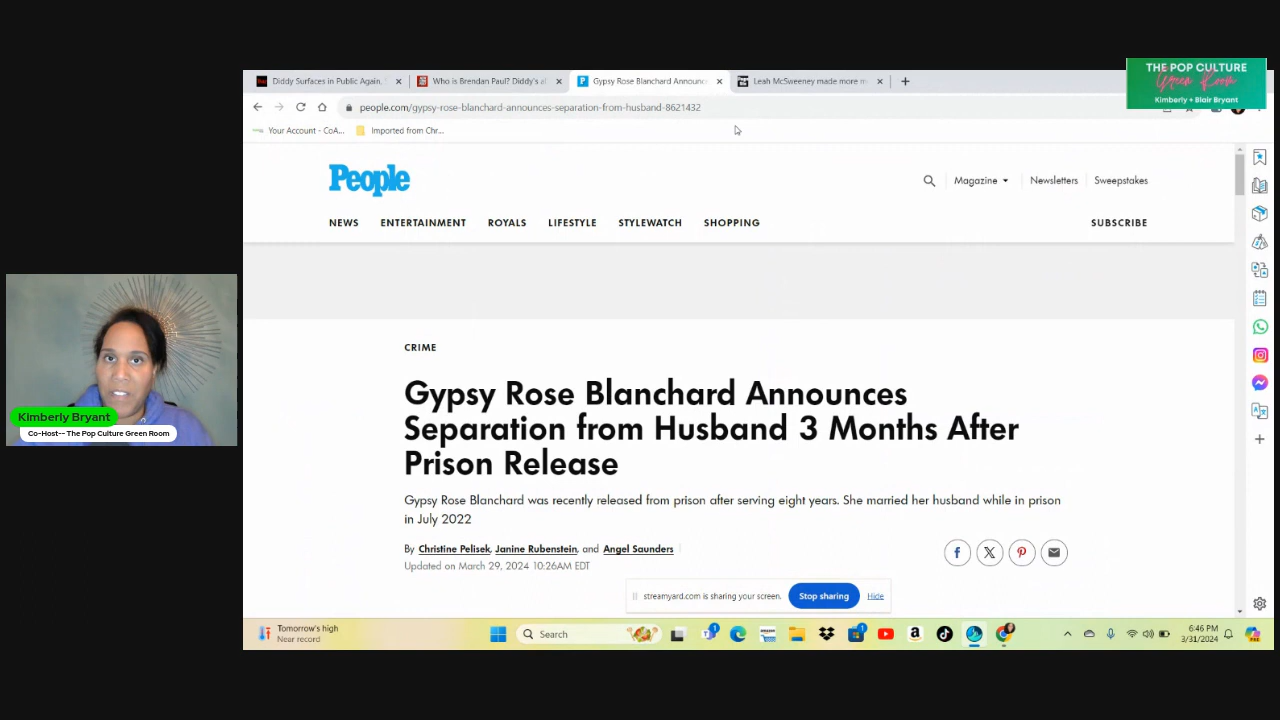 THE POP CULTURE
Green Room
Kimberly + Blair Bryant
Diddy Surfaces in Public Again,
Who is Brendan Paul? Diddy's al
Gypsy Rose Blanchard Announc
Leah McSweeney made more m
people.com/gypsy-rose-blanchard-announces-separation-from-husband-8621432
Your Account - CoA...
Imported from Chr...
People
Magazine
Newsletters
Sweepstakes
NEWS
ENTERTAINMENT
ROYALS
LIFESTYLE
STYLEWATCH
SHOPPING
SUBSCRIBE
CRIME
Gypsy Rose Blanchard Announces
Separation from Husband 3 Months After
Prison Release
Gypsy Rose Blanchard was recently released from prison after serving eight years. She married her husband while in prison
in July 2022
By Christine Pelisek, Janine Rubenstein, and Angel Saunders
Updated on March 29, 2024 10:26AM EDT
Kimberly Bryant
Co-Host-- The Pop Culture Green Room
streamyard.com is sharing your screen.
Stop sharing
Hide
Tomorrow's high
Near record
Search
6:46 PM
3/31/2024